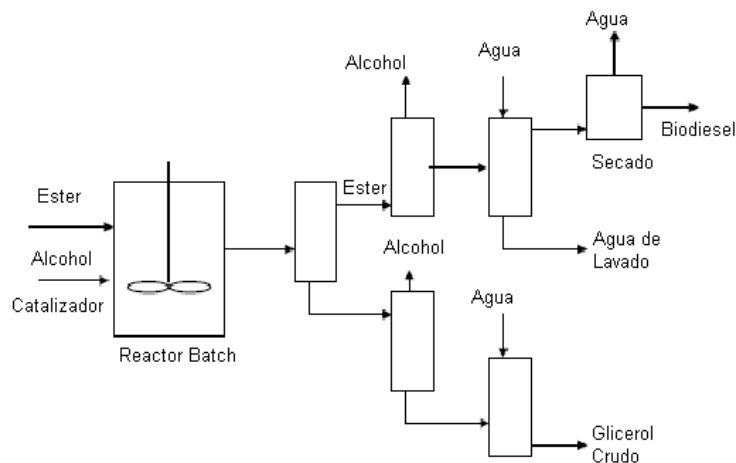 Agua
Alcohol
Agua
Biodiesel
Secado
Ester
Ester
Agua de
Lavado
Alcohol
Alcohol
Catalizador
Agua
Reactor Batch
Glicerol
Crudo